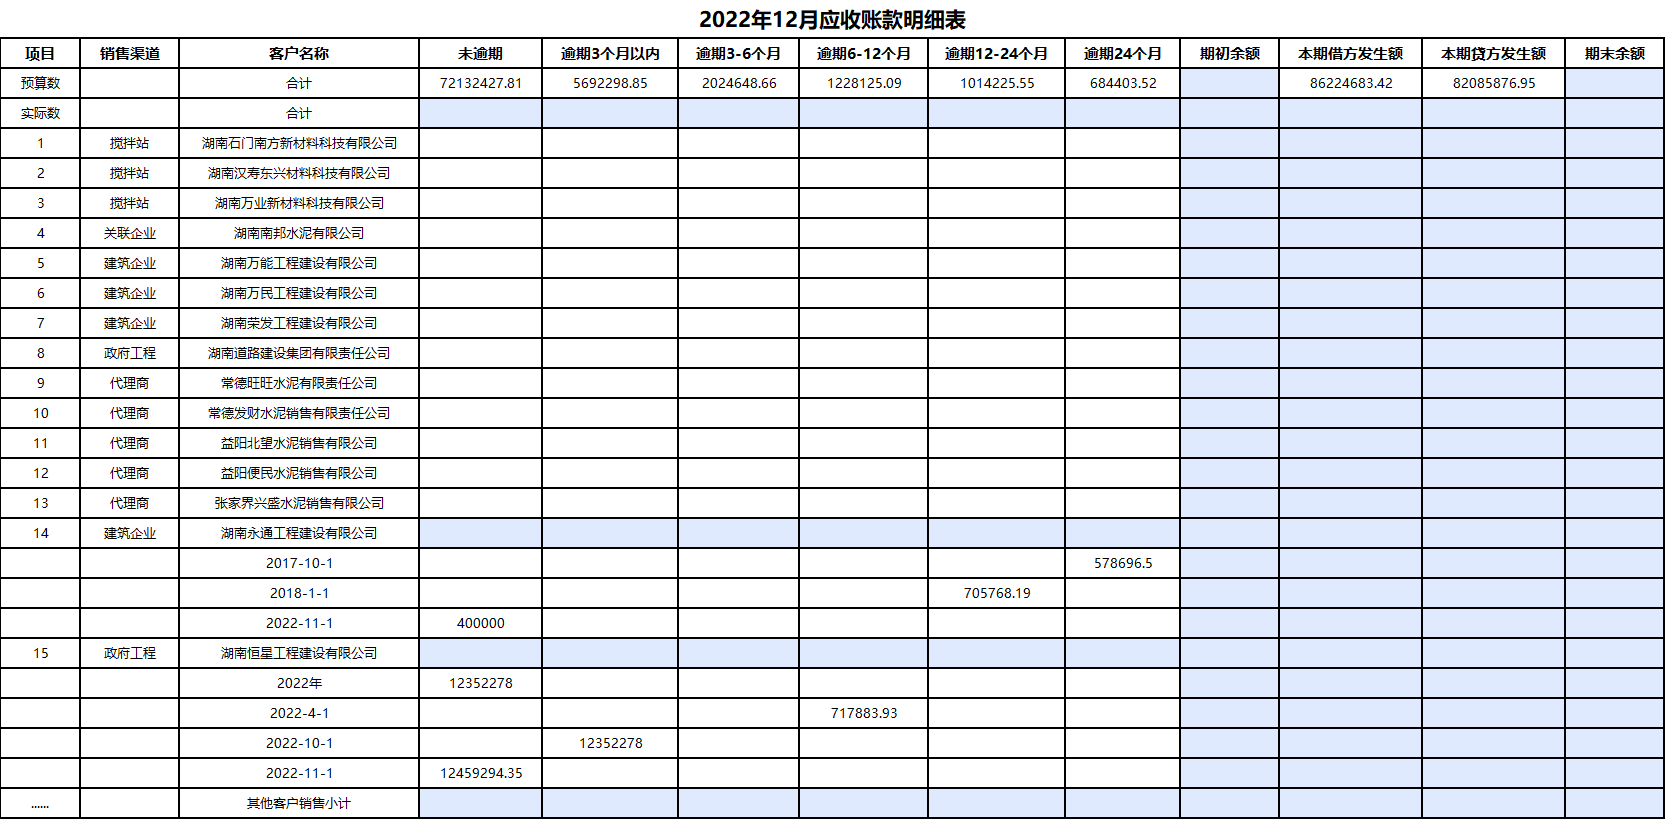 2022年12月应收账款明细表
项目 销售渠道 客户名称 未逾期 逾期3个月以内 逾期3-6个月 逾期6-12个月 逾期12-24个月 逾期24个月 期初余额 本期借方发生额 本期贷方发生额 期末余额
预算数 合计 72132427.81 5692298.85 2024648.66 1228125.09 1014225.55 684403.52 86224683.42 82085876.95
实际数 合计
1 搅拌站 湖南石门南方新材料科技有限公司
2 搅拌站 湖南汉寿东兴材料科技有限公司
3 搅拌站 湖南万业新材料科技有限公司
4 关联企业 湖南南邦水泥有限公司
5 建筑企业 湖南万能工程建设有限公司
6 建筑企业 湖南万民工程建设有限公司
7 建筑企业 湖南荣发工程建设有限公司
8 政府工程 湖南道路建设集团有限责任公司
9 代理商 常德旺旺水泥有限责任公司
10 代理商 常德发财水泥销售有限责任公司
11 代理商 益阳北望水泥销售有限公司
12 代理商 益阳便民水泥销售有限公司
13 代理商 张家界兴盛水泥销售有限公司
14 建筑企业 湖南永通工程建设有限公司
2017-10-1 578696.5
2018-1-1 705768.19
2022-11-1 400000
15 政府工程 湖南恒星工程建设有限公司
2022年 12352278
2022-4-1 717883.93
2022-10-1 12352278
2022-11-1 12459294.35
...... 其他客户销售小计